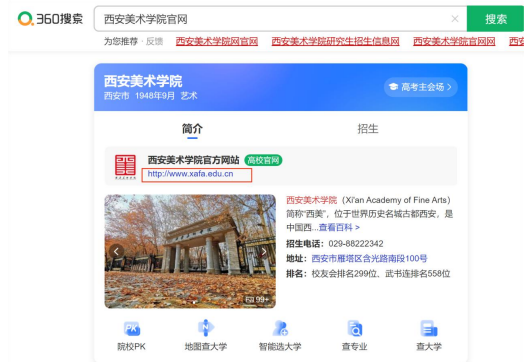 360搜索
西安美术学院官网
×
搜索
为您推荐 · 反馈 西安美术学院网官网 西安美术学院研究生招生信息网 西安美术学院官网网 西安
西安美术学院
西安市 1948年9月 艺术
高考主会场 >
简介 招生
西安美术学院官方网站 高校官网
http://www.xafa.edu.cn
西安美术学院（Xi'an Academy of Fine Arts）
简称“西美”，位于世界历史名城古都西安，是
中国西...查看百科 >
招生电话： 029-88222342
地址： 西安市雁塔区含光路南段100号
排名： 校友会排名299位、武书连排名558位
99+
PK
院校PK 地图查大学 智能选大学 查专业 查大学